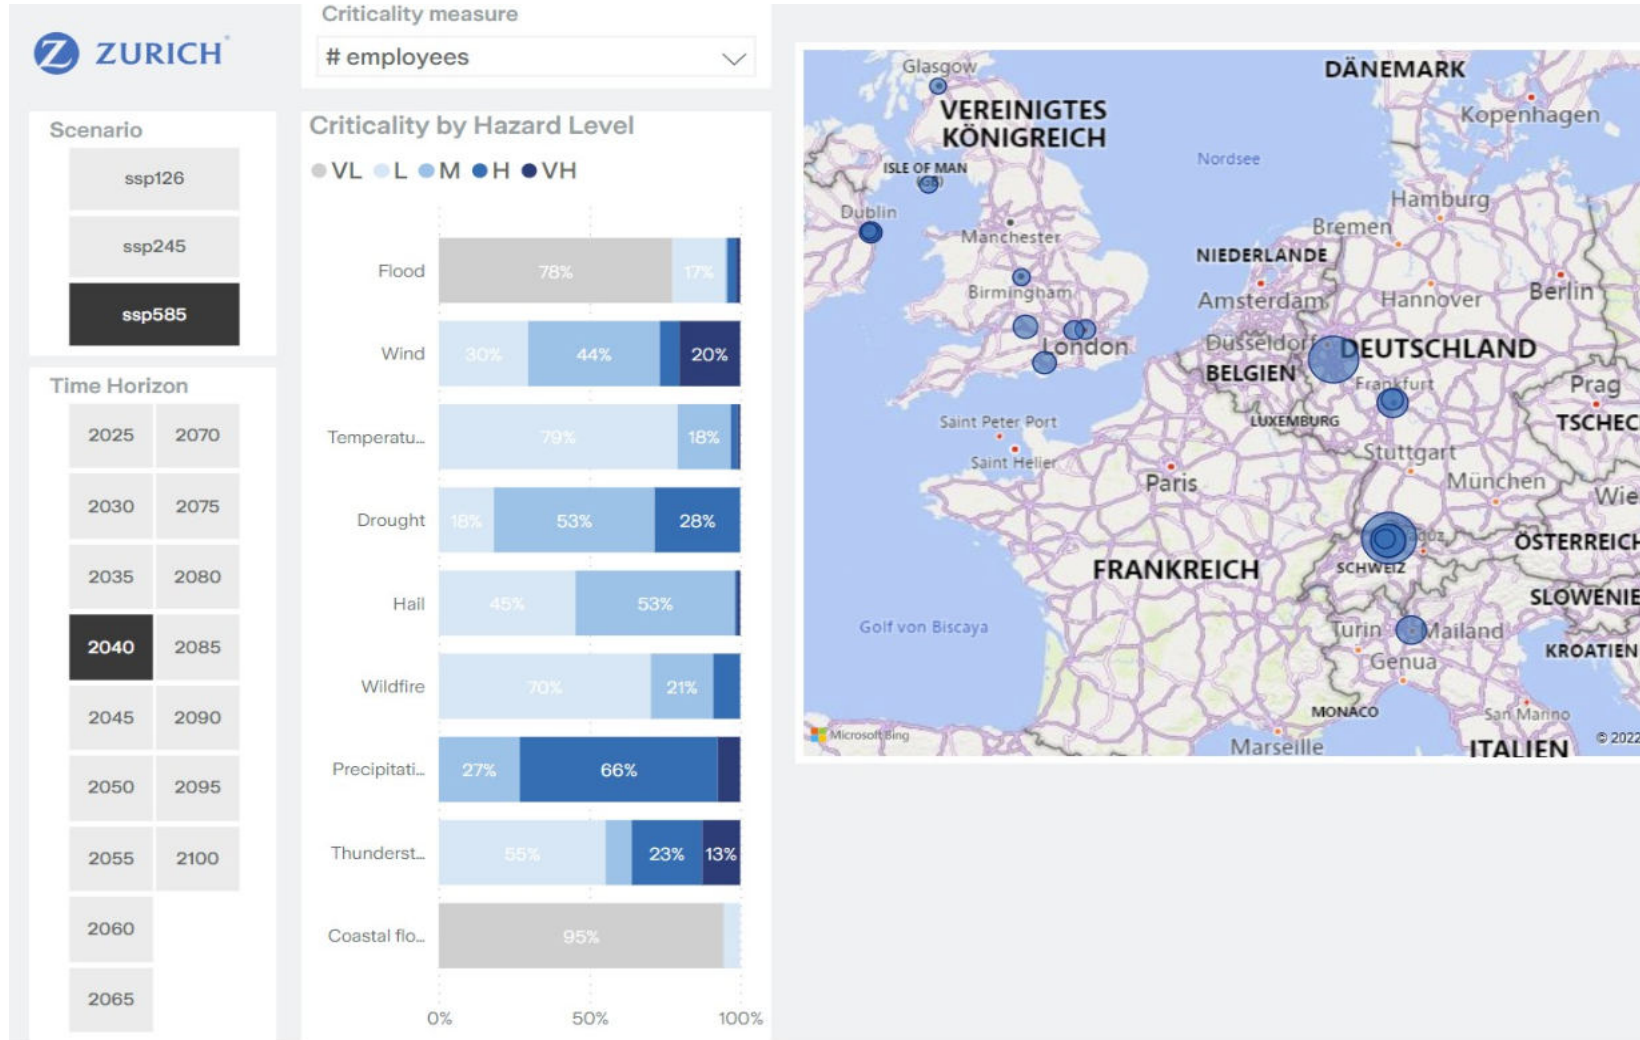 ZURICH
Criticality measure
# employees
Scenario
ssp126
ssp245
ssp585
Time Horizon
2025 2070
2030 2075
2035 2080
2040 2085
2045 2090
2050 2095
2055 2100
2060
2065
Criticality by Hazard Level
VL L M H VH
Flood 78% 17%
Wind 30% 44% 20%
Temperatu... 79% 18%
Drought 18% 53% 28%
Hail 45% 53%
Wildfire 70% 21%
Precipitati... 27% 66%
Thunderst... 55% 23% 13%
Coastal flo... 95%
0% 50% 100%
Glasgow
DÄNEMARK
Kopenhagen
VEREINIGTES
KÖNIGREICH
Nordsee
ISLE OF MAN
(GB)
Dublin
Hamburg
Bremen
Manchester
NIEDERLANDE
Birmingham
Amsterdam
Hannover
Berlin
London
Düsseldorf
DEUTSCHLAND
BELGIEN
Frankfurt
Prag
Saint Peter Port
LUXEMBURG
TSCHEC
Saint Helier
Stuttgart
Paris
München
Wie
ÖSTERREICH
FRANKREICH
SCHWEIZ
SLOWENIE
Golf von Biscaya
Turin
Mailand
KROATIEN
Genua
MONACO
San Marino
Microsoft Bing
Marseille
ITALIEN
© 2022